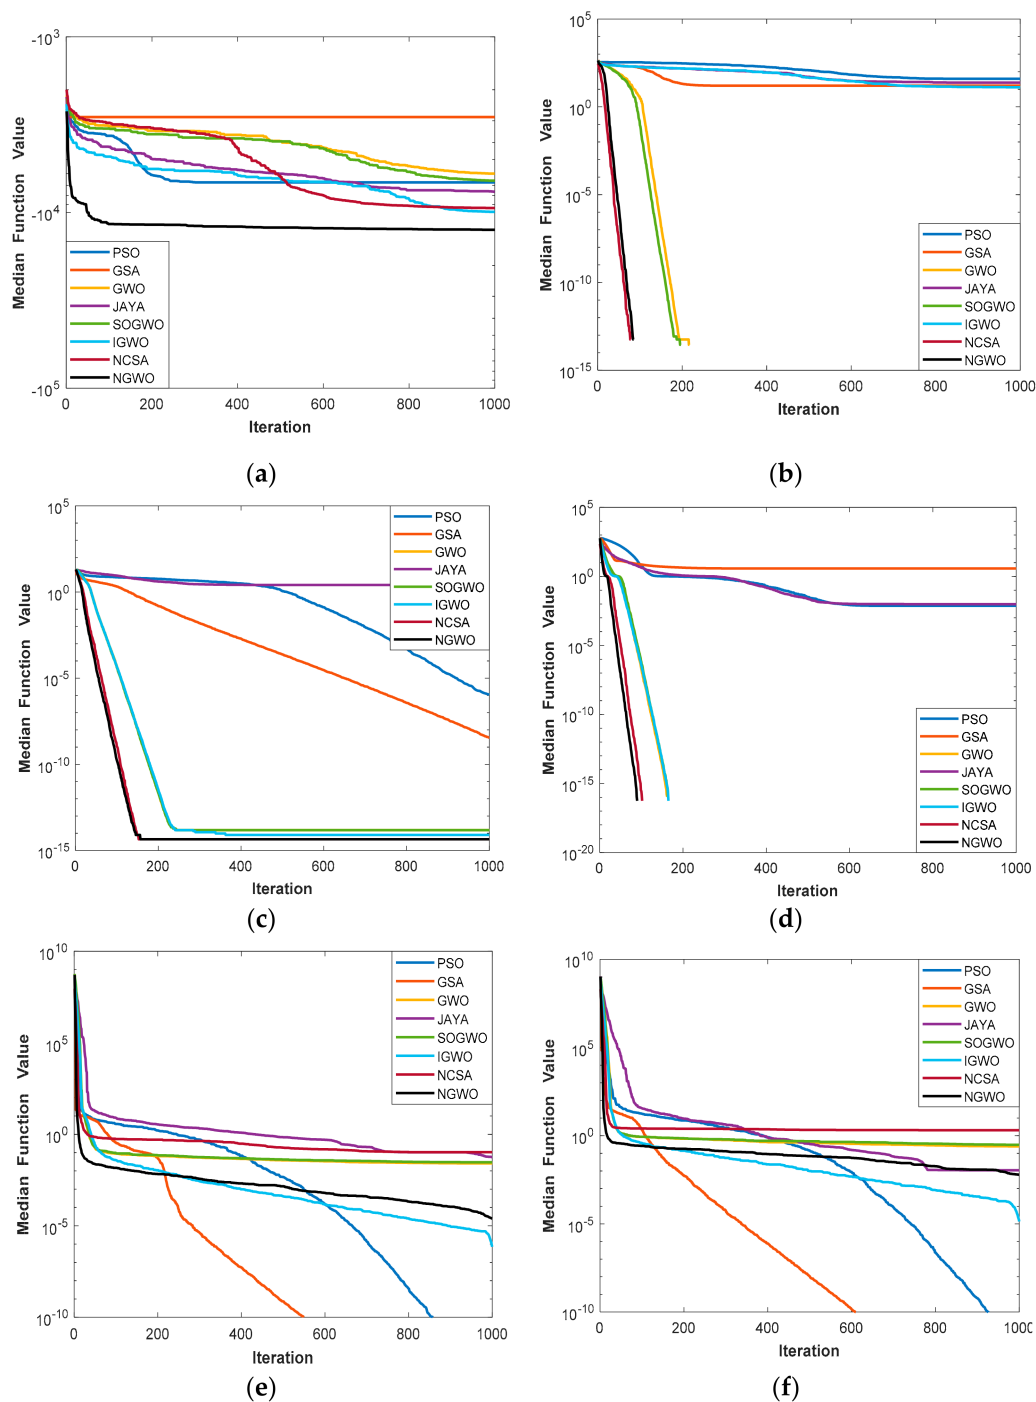 -10^3
-10^4
-10^5
Median Function Value
0 200 400 600 800 1000
Iteration
PSO
GSA
GWO
JAYA
SOGWO
IGWO
NCSA
NGWO
(a)
10^5
10^0
10^-5
10^-10
10^-15
Median Function Value
0 200 400 600 800 1000
Iteration
PSO
GSA
GWO
JAYA
SOGWO
IGWO
NCSA
NGWO
(b)
10^5
10^0
10^-5
10^-10
10^-15
Median Function Value
0 200 400 600 800 1000
Iteration
PSO
GSA
GWO
JAYA
SOGWO
IGWO
NCSA
NGWO
(c)
10^5
10^0
10^-5
10^-10
10^-15
10^-20
Median Function Value
0 200 400 600 800 1000
Iteration
PSO
GSA
GWO
JAYA
SOGWO
IGWO
NCSA
NGWO
(d)
10^10
10^5
10^0
10^-5
10^-10
Median Function Value
0 200 400 600 800 1000
Iteration
PSO
GSA
GWO
JAYA
SOGWO
IGWO
NCSA
NGWO
(e)
10^10
10^5
10^0
10^-5
10^-10
Median Function Value
0 200 400 600 800 1000
Iteration
PSO
GSA
GWO
JAYA
SOGWO
IGWO
NCSA
NGWO
(f)